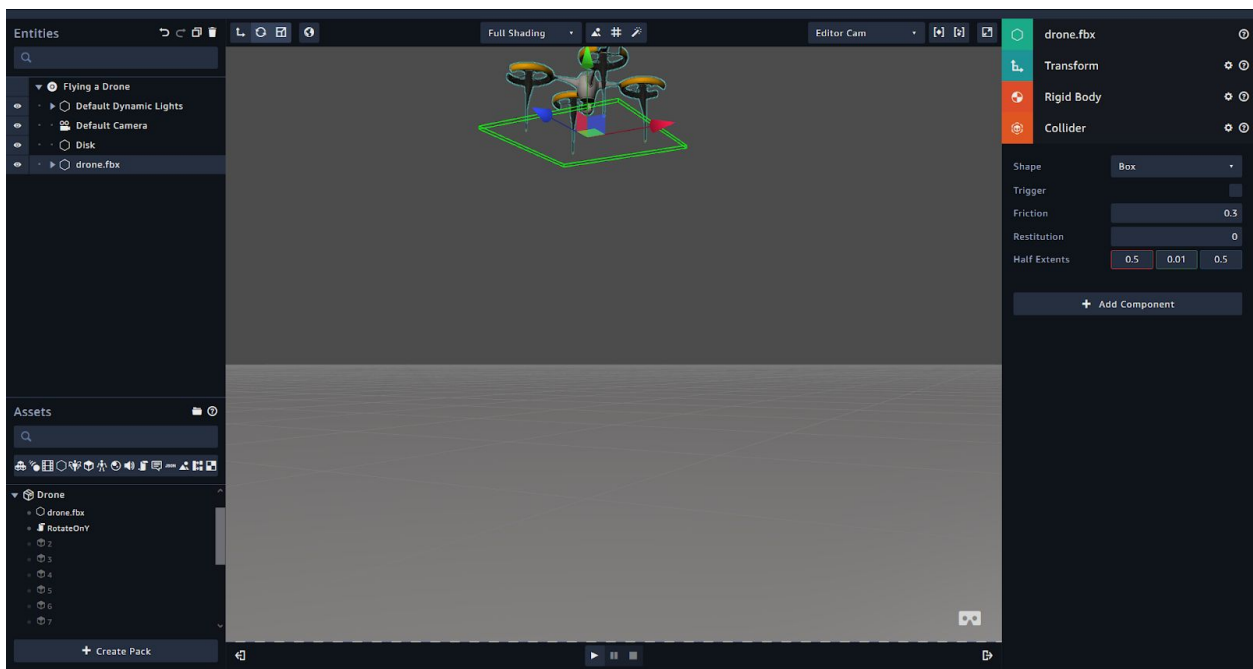 Entities
Flying a Drone
Default Dynamic Lights
Default Camera
Disk
drone.fbx
Assets
Drone
drone.fbx
RotateOnY
2
3
4
5
6
7
+ Create Pack
Full Shading
Editor Cam
drone.fbx
Transform
Rigid Body
Collider
Shape Box
Trigger
Friction 0.3
Restitution 0
Half Extents 0.5 0.01 0.5
+ Add Component